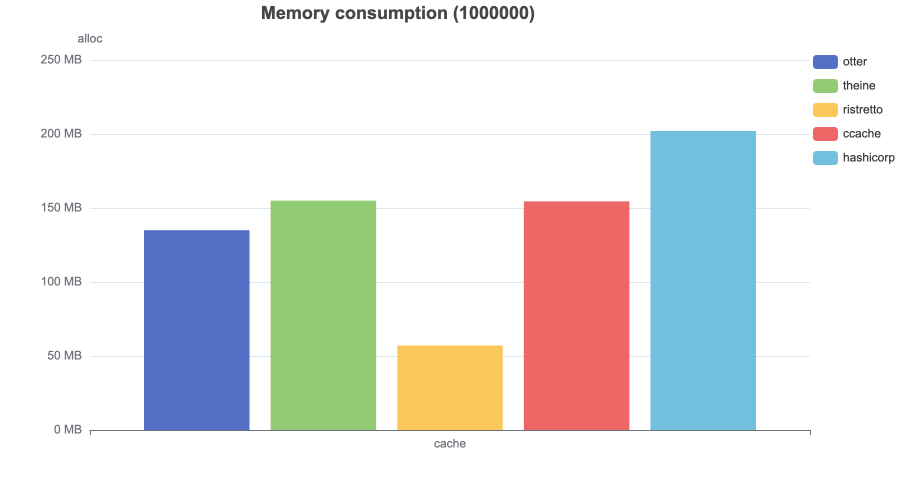 Memory consumption (1000000)
alloc
250 MB
200 MB
150 MB
100 MB
50 MB
0 MB
cache
otter
theine
ristretto
ccache
hashicorp